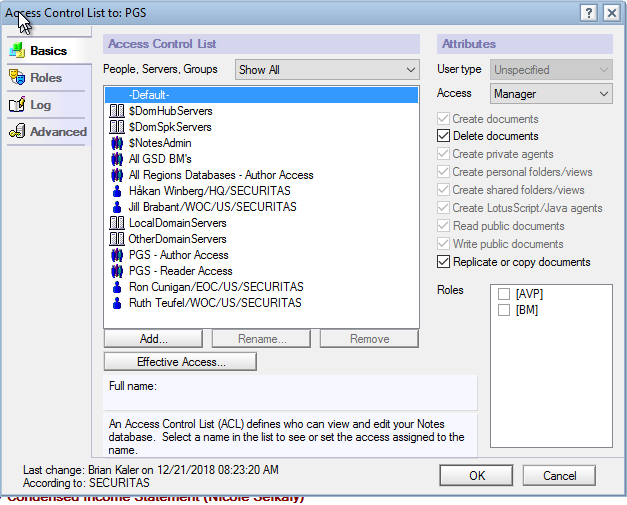 Access Control List to: PGS
Basics
Roles
Log
Advanced
Access Control List
People, Servers, Groups
Show All
-Default-
$DomHubServers
$DomSpkServers
$NotesAdmin
All GSD BM's
All Regions Databases - Author Access
Håkan Winberg/HQ/SECURITAS
Jill Brabant/WOC/US/SECURITAS
LocalDomainServers
OtherDomainServers
PGS - Author Access
PGS - Reader Access
Ron Cunigan/EOC/US/SECURITAS
Ruth Teufel/WOC/US/SECURITAS
Add...
Rename...
Remove
Effective Access...
Full name:
An Access Control List (ACL) defines who can view and edit your Notes
database. Select a name in the list to see or set the access assigned to the
name.
Attributes
User type
Unspecified
Access
Manager
Create documents
Delete documents
Create private agents
Create personal folders/views
Create shared folders/views
Create LotusScript/Java agents
Read public documents
Write public documents
Replicate or copy documents
Roles
[AVP]
[BM]
Last change: Brian Kaler on 12/21/2018 08:23:20 AM
According to: SECURITAS
OK
Cancel
Condensed Income Statement (Nicole Seikaly)